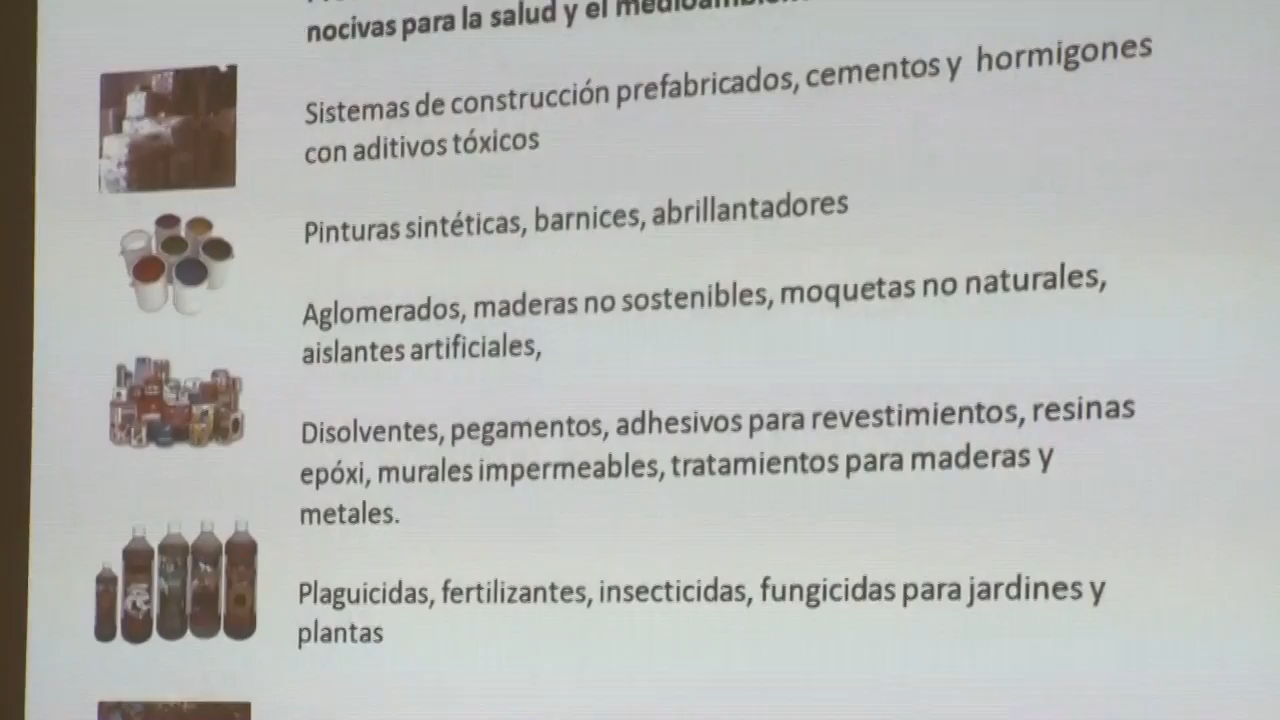 nocivas para la salud y el
Sistemas de construcción prefabricados, cementos y hormigones
con aditivos tóxicos
Pinturas sintéticas, barnices, abrillantadores
Aglomerados, maderas no sostenibles, moquetas no naturales,
aislantes artificiales,
Disolventes, pegamentos, adhesivos para revestimientos, resinas
epóxi, murales impermeables, tratamientos para maderas y
metales.
Plaguicidas, fertilizantes, insecticidas, fungicidas para jardines y
plantas